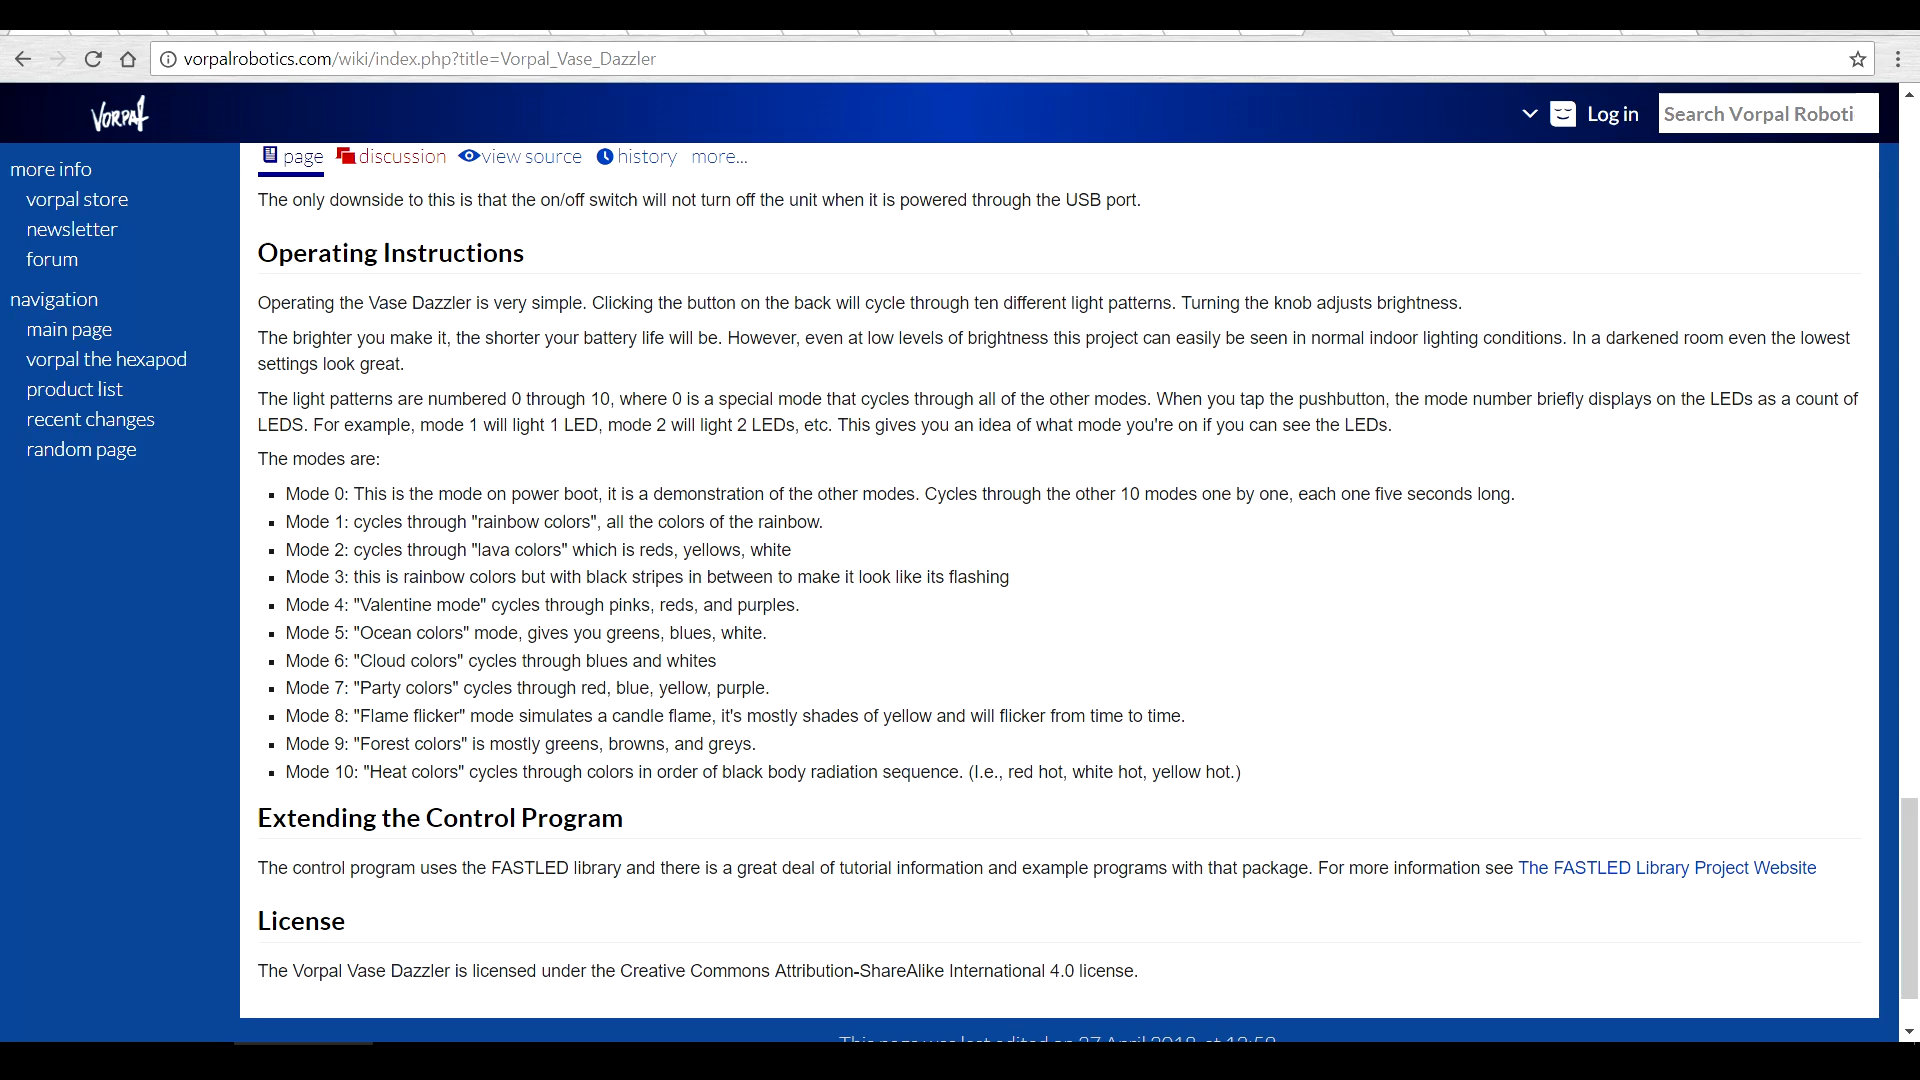 vorpalrobotics.com/wiki/index.php?title=Vorpal_Vase_Dazzler
VORPAL
Log in
Search Vorpal Roboti
page discussion view source history more...
more info
vorpal store
newsletter
forum
navigation
main page
vorpal the hexapod
product list
recent changes
random page
The only downside to this is that the on/off switch will not turn off the unit when it is powered through the USB port.
Operating Instructions
Operating the Vase Dazzler is very simple. Clicking the button on the back will cycle through ten different light patterns. Turning the knob adjusts brightness.
The brighter you make it, the shorter your battery life will be. However, even at low levels of brightness this project can easily be seen in normal indoor lighting conditions. In a darkened room even the lowest
settings look great.
The light patterns are numbered 0 through 10, where 0 is a special mode that cycles through all of the other modes. When you tap the pushbutton, the mode number briefly displays on the LEDs as a count of
LEDS. For example, mode 1 will light 1 LED, mode 2 will light 2 LEDs, etc. This gives you an idea of what mode you're on if you can see the LEDs.
The modes are:
Mode 0: This is the mode on power boot, it is a demonstration of the other modes. Cycles through the other 10 modes one by one, each one five seconds long.
Mode 1: cycles through "rainbow colors", all the colors of the rainbow.
Mode 2: cycles through "lava colors" which is reds, yellows, white
Mode 3: this is rainbow colors but with black stripes in between to make it look like its flashing
Mode 4: "Valentine mode" cycles through pinks, reds, and purples.
Mode 5: "Ocean colors" mode, gives you greens, blues, white.
Mode 6: "Cloud colors" cycles through blues and whites
Mode 7: "Party colors" cycles through red, blue, yellow, purple.
Mode 8: "Flame flicker" mode simulates a candle flame, it's mostly shades of yellow and will flicker from time to time.
Mode 9: "Forest colors" is mostly greens, browns, and greys.
Mode 10: "Heat colors" cycles through colors in order of black body radiation sequence. (I.e., red hot, white hot, yellow hot.)
Extending the Control Program
The control program uses the FASTLED library and there is a great deal of tutorial information and example programs with that package. For more information see The FASTLED Library Project Website
License
The Vorpal Vase Dazzler is licensed under the Creative Commons Attribution-ShareAlike International 4.0 license.
This page was last edited on 27 April 2018, at